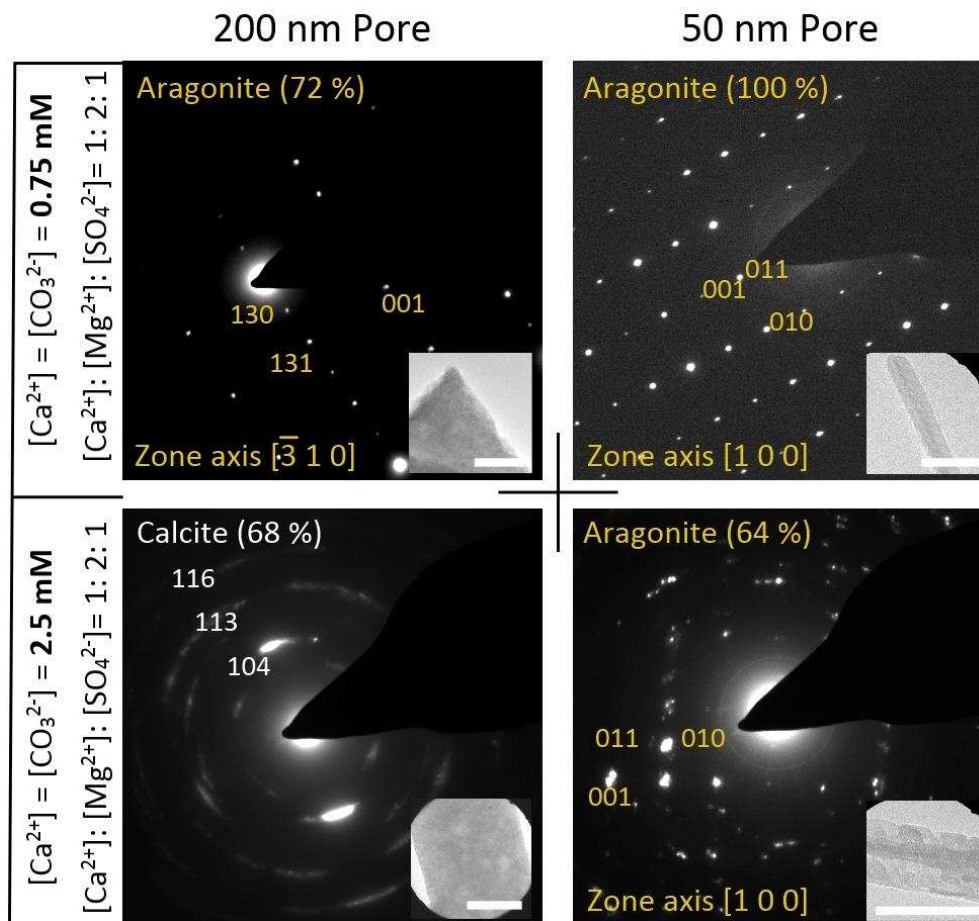 200 nm Pore
50 nm Pore
[Ca²⁺] = [CO₃²⁻] = 0.75 mM
[Ca²⁺]: [Mg²⁺]: [SO₄²⁻]= 1: 2: 1
Aragonite (72 %)
130
001
131
Zone axis [3̅ 1 0]
Aragonite (100 %)
011
001
010
Zone axis [1 0 0]
[Ca²⁺] = [CO₃²⁻] = 2.5 mM
[Ca²⁺]: [Mg²⁺]: [SO₄²⁻]= 1: 2: 1
Calcite (68 %)
116
113
104
Aragonite (64 %)
011
010
001
Zone axis [1 0 0]